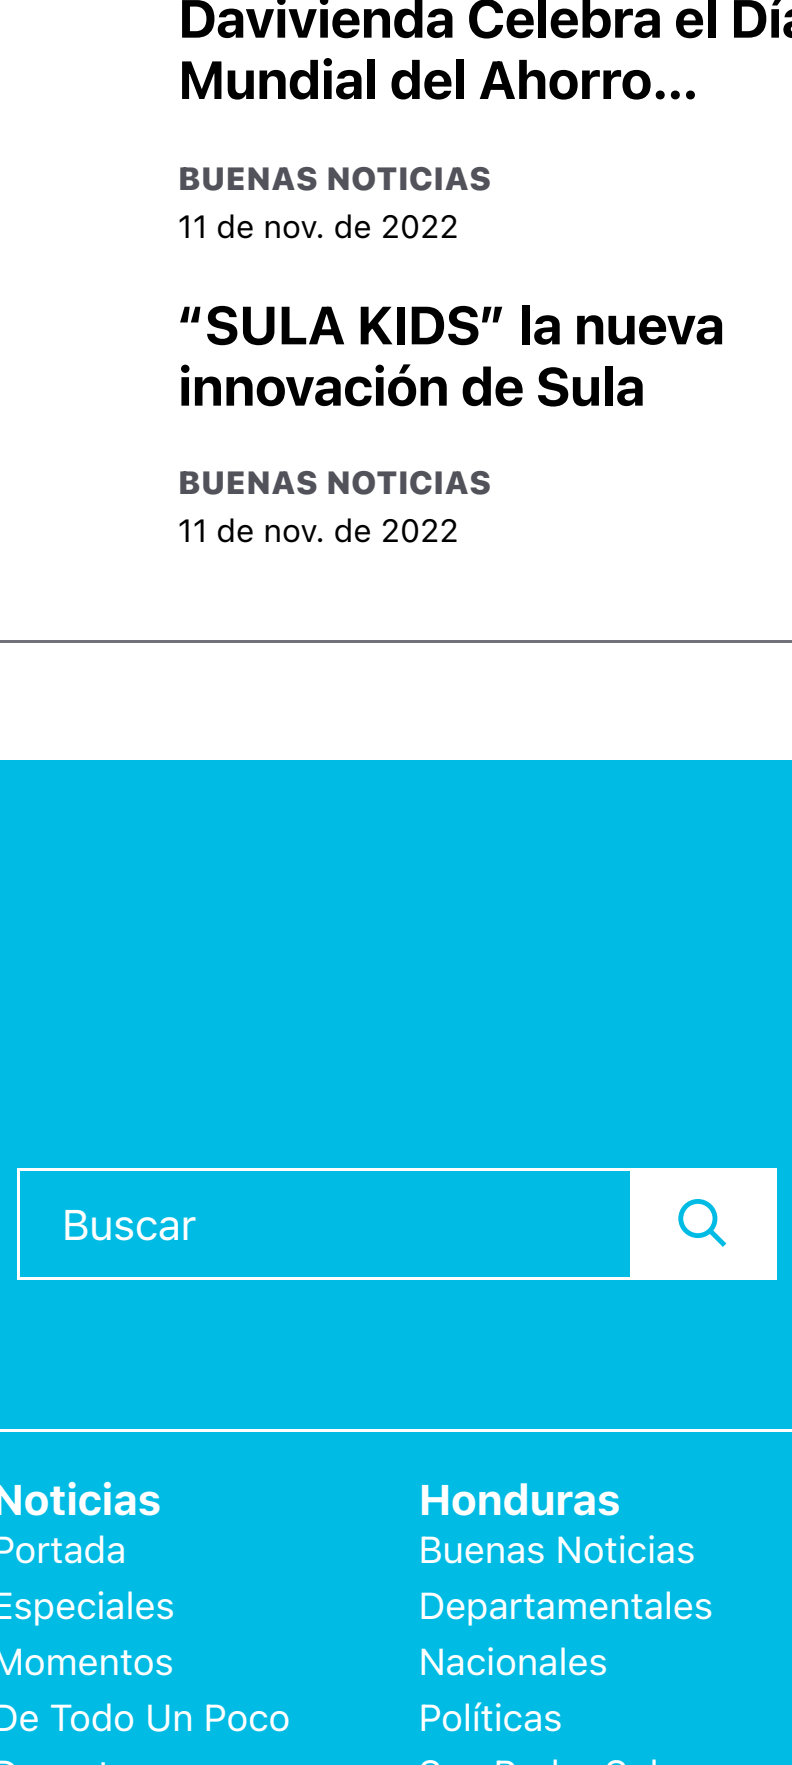 Davivienda Celebra el Día
Mundial del Ahorro...
BUENAS NOTICIAS
11 de nov. de 2022
“SULA KIDS” la nueva
innovación de Sula
BUENAS NOTICIAS
11 de nov. de 2022
Buscar
Noticias
Portada
Especiales
Momentos
De Todo Un Poco
Honduras
Buenas Noticias
Departamentales
Nacionales
Políticas